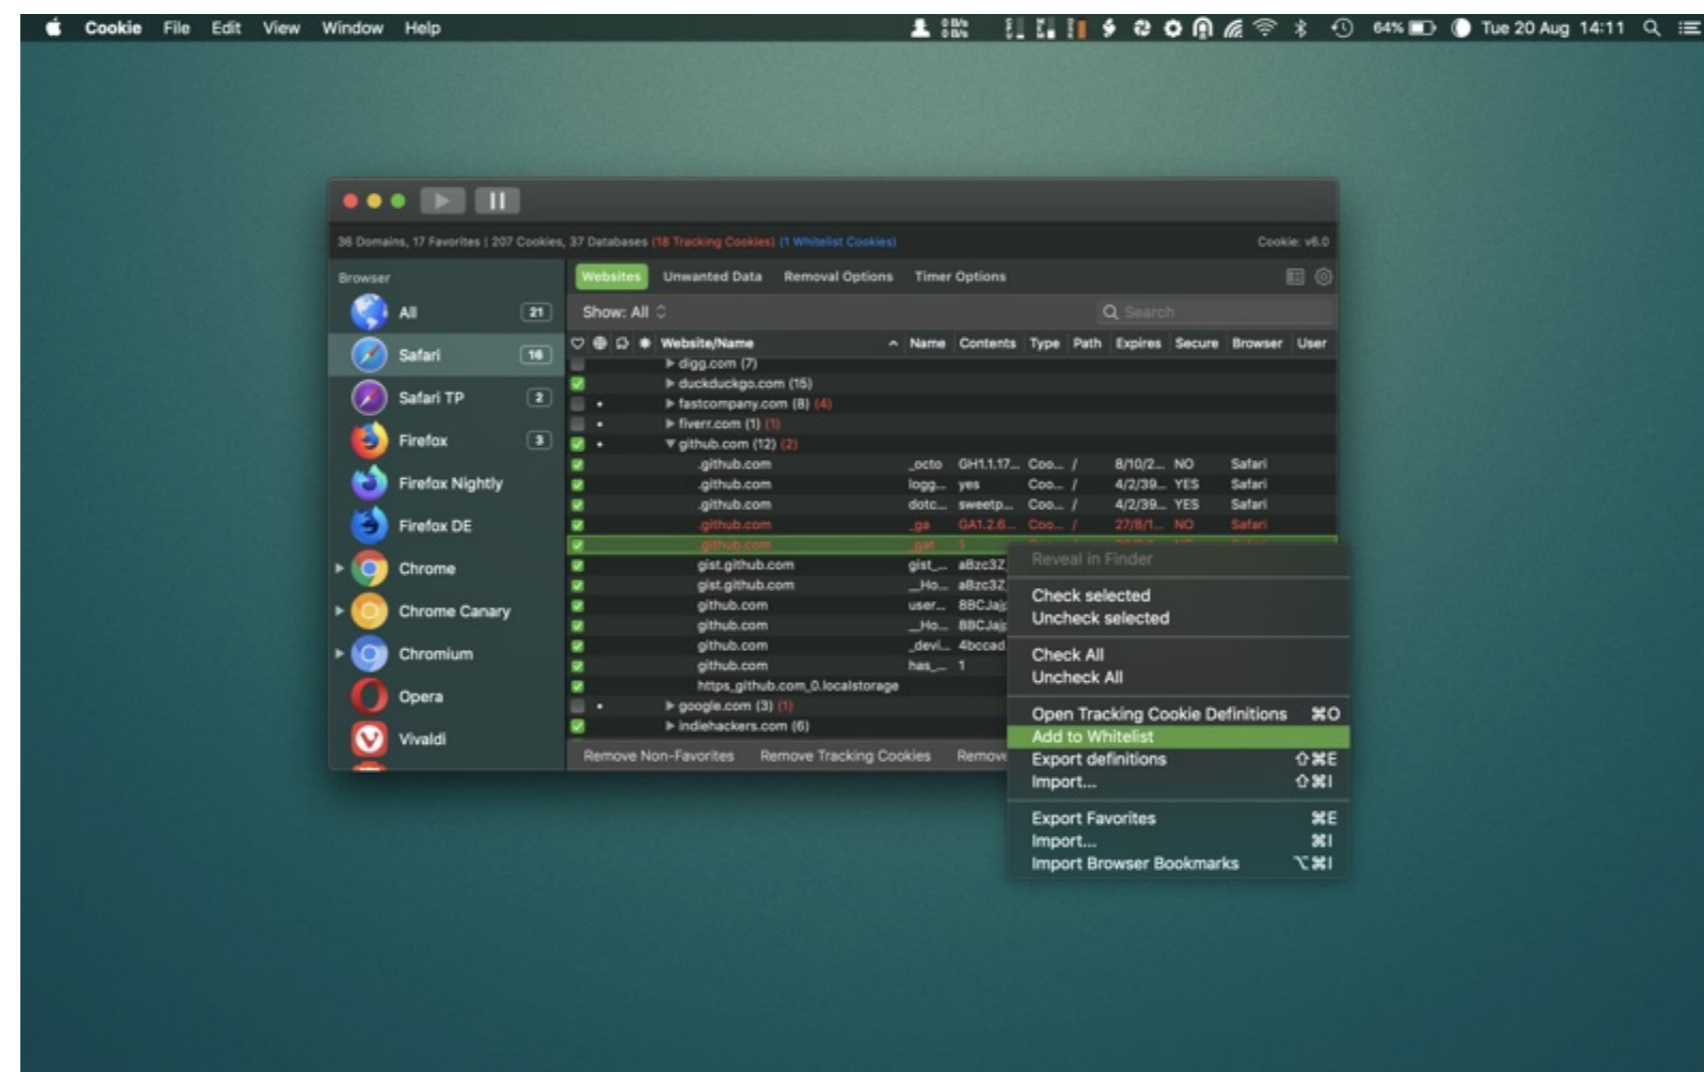 Cookie File Edit View Window Help 64% Tue 20 Aug 14:11
36 Domains, 17 Favorites | 207 Cookies, 37 Databases (18 Tracking Cookies) (1 Whitelist Cookies) Cookie: v6.0
Browser
All 21
Safari 16
Safari TP 2
Firefox 3
Firefox Nightly
Firefox DE
Chrome
Chrome Canary
Chromium
Opera
Vivaldi
Websites Unwanted Data Removal Options Timer Options
Show: All Search
Website/Name Name Contents Type Path Expires Secure Browser User
digg.com (7)
duckduckgo.com (15)
fastcompany.com (8) (4)
fiverr.com (1) (1)
github.com (12) (2)
.github.com _octo GH1.1.17... Coo... / 8/10/2... NO Safari
.github.com logg... yes Coo... / 4/2/39... YES Safari
.github.com dotc... sweetp... Coo... / 4/2/39... YES Safari
.github.com _ga GA1.2.6... Coo... / 27/8/1... NO Safari
.github.com _gat 1
gist.github.com gist_... aBzc3Z
gist.github.com __Ho... aBzc3Z
github.com user... 8BCJajp
github.com __Ho... 8BCJajp
github.com _devi... 4bccad
github.com has_... 1
https_github.com_0.localstorage
google.com (3) (1)
indiehackers.com (6)
Remove Non-Favorites Remove Tracking Cookies Remove
Reveal in Finder
Check selected
Uncheck selected
Check All
Uncheck All
Open Tracking Cookie Definitions ⌘O
Add to Whitelist
Export definitions ⇧⌘E
Import... ⇧⌘I
Export Favorites ⌘E
Import... ⌘I
Import Browser Bookmarks ⌥⌘I